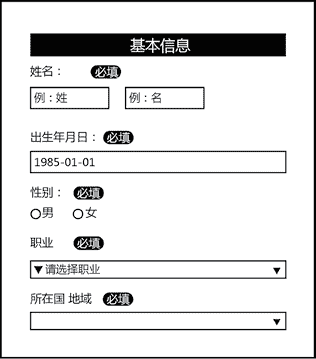 基本信息
姓名： 必填
例：姓 例：名
出生年月日： 必填
1985-01-01
性别： 必填
男 女
职业 必填
▼请选择职业 ▼
所在国 地域 必填
▼